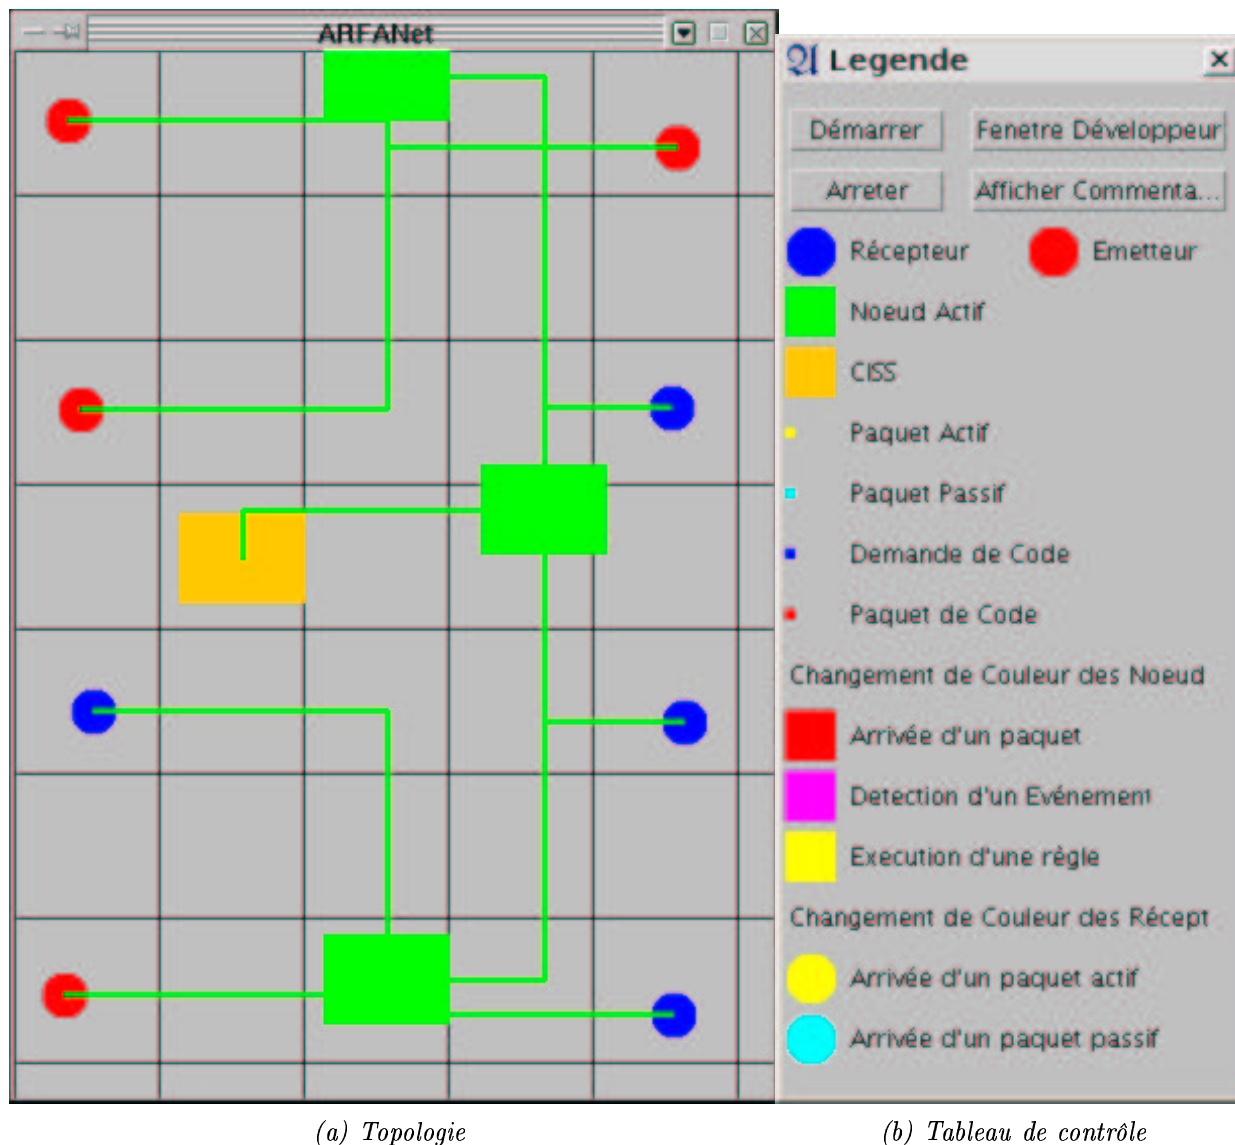 ARFANet
Legende
Démarrer
Fenetre Développeur
Arreter
Afficher Commenta...
Récepteur
Emetteur
Noeud Actif
CISS
Paquet Actif
Paquet Passif
Demande de Code
Paquet de Code
Changement de Couleur des Noeud
Arrivée d'un paquet
Detection d'un Evénement
Execution d'une règle
Changement de Couleur des Récept
Arrivée d'un paquet actif
Arrivée d'un paquet passif
(a) Topologie
(b) Tableau de contrôle